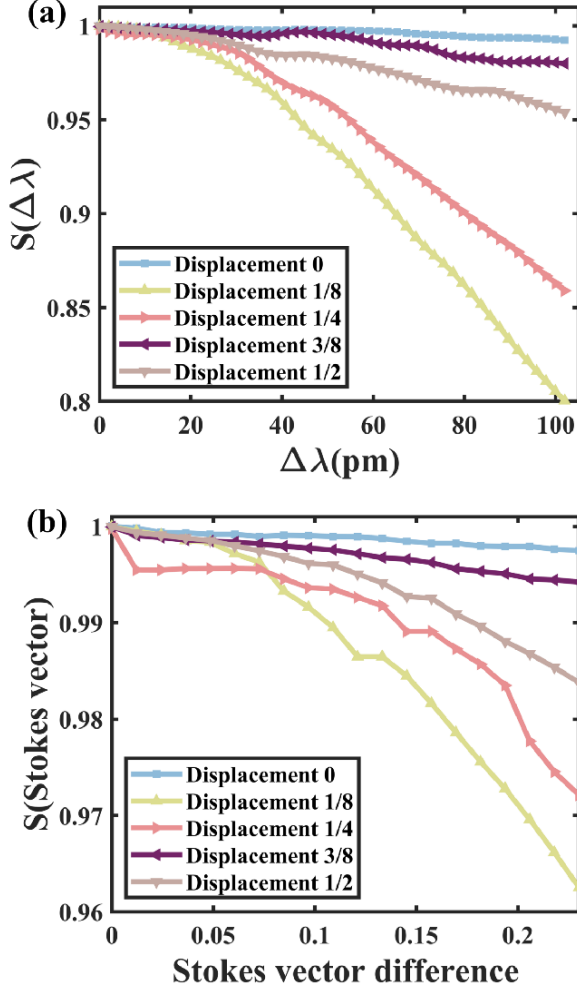 (a)
1
0.95
0.9
0.85
0.8
S(Δλ)
Displacement 0
Displacement 1/8
Displacement 1/4
Displacement 3/8
Displacement 1/2
0 20 40 60 80 100
Δλ(pm)
(b)
1
0.99
0.98
0.97
0.96
S(Stokes vector)
Displacement 0
Displacement 1/8
Displacement 1/4
Displacement 3/8
Displacement 1/2
0 0.05 0.1 0.15 0.2
Stokes vector difference